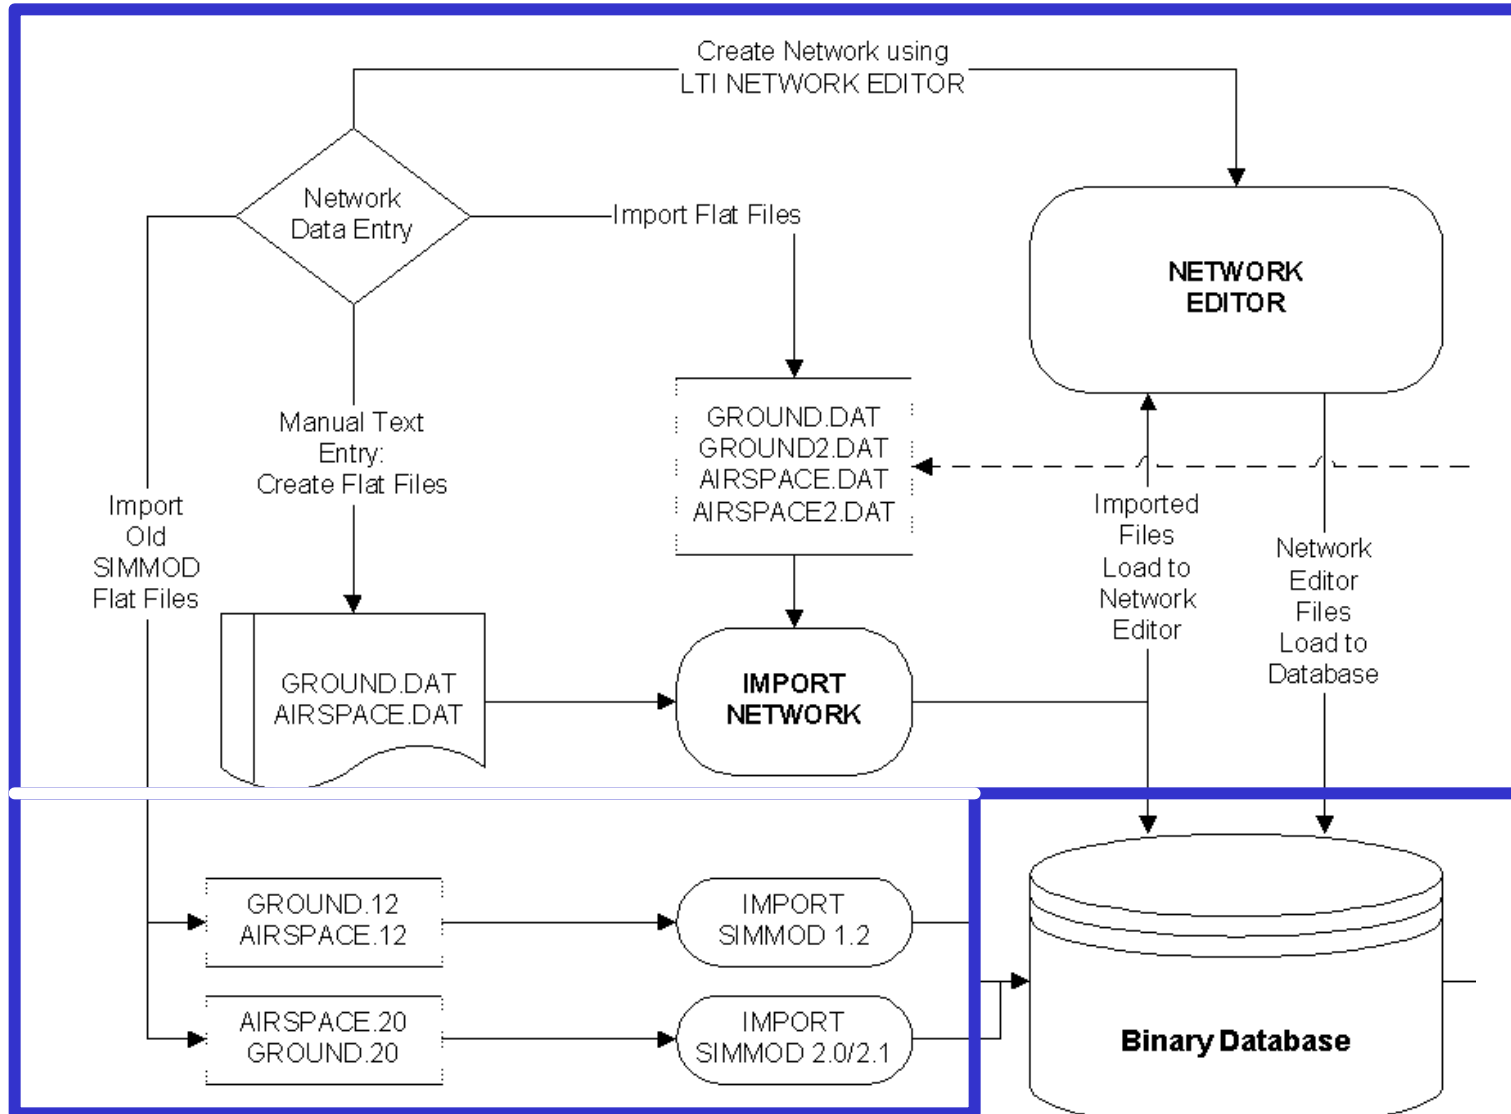 Create Network using
LTI NETWORK EDITOR
Network
Data Entry
Import Flat Files
NETWORK
EDITOR
Manual Text
Entry:
Create Flat Files
GROUND.DAT
GROUND2.DAT
AIRSPACE.DAT
AIRSPACE2.DAT
Import
Old
SIMMOD
Flat Files
Imported
Files
Load to
Network
Editor
Network
Editor
Files
Load to
Database
GROUND.DAT
AIRSPACE.DAT
IMPORT
NETWORK
GROUND.12
AIRSPACE.12
IMPORT
SIMMOD 1.2
AIRSPACE.20
GROUND.20
IMPORT
SIMMOD 2.0/2.1
Binary Database